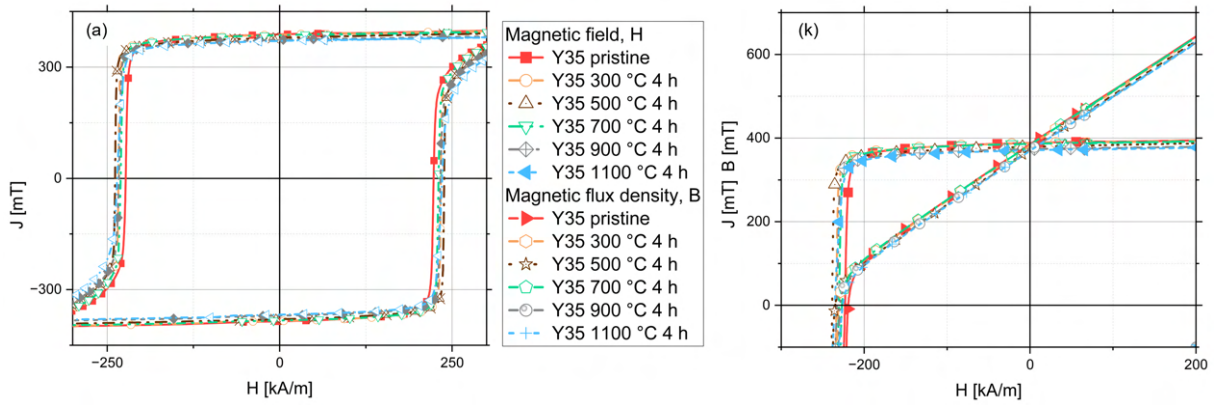 (a)
300
0
−300
J [mT]
−250
0
250
H [kA/m]
Magnetic field, H
Y35 pristine
Y35 300 °C 4 h
Y35 500 °C 4 h
Y35 700 °C 4 h
Y35 900 °C 4 h
Y35 1100 °C 4 h
Magnetic flux density, B
Y35 pristine
Y35 300 °C 4 h
Y35 500 °C 4 h
Y35 700 °C 4 h
Y35 900 °C 4 h
Y35 1100 °C 4 h
(k)
600
400
200
0
J [mT] B [mT]
−200
0
200
H [kA/m]